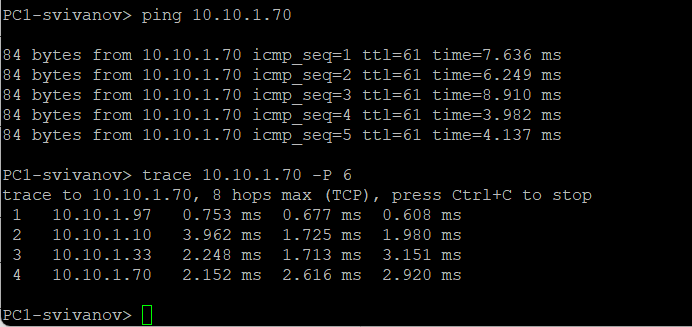 PC1-svivanov> ping 10.10.1.70
84 bytes from 10.10.1.70 icmp_seq=1 ttl=61 time=7.636 ms
84 bytes from 10.10.1.70 icmp_seq=2 ttl=61 time=6.249 ms
84 bytes from 10.10.1.70 icmp_seq=3 ttl=61 time=8.910 ms
84 bytes from 10.10.1.70 icmp_seq=4 ttl=61 time=3.982 ms
84 bytes from 10.10.1.70 icmp_seq=5 ttl=61 time=4.137 ms
PC1-svivanov> trace 10.10.1.70 -P 6
trace to 10.10.1.70, 8 hops max (TCP), press Ctrl+C to stop
 1   10.10.1.97   0.753 ms  0.677 ms  0.608 ms
 2   10.10.1.10   3.962 ms  1.725 ms  1.980 ms
 3   10.10.1.33   2.248 ms  1.713 ms  3.151 ms
 4   10.10.1.70   2.152 ms  2.616 ms  2.920 ms
PC1-svivanov>